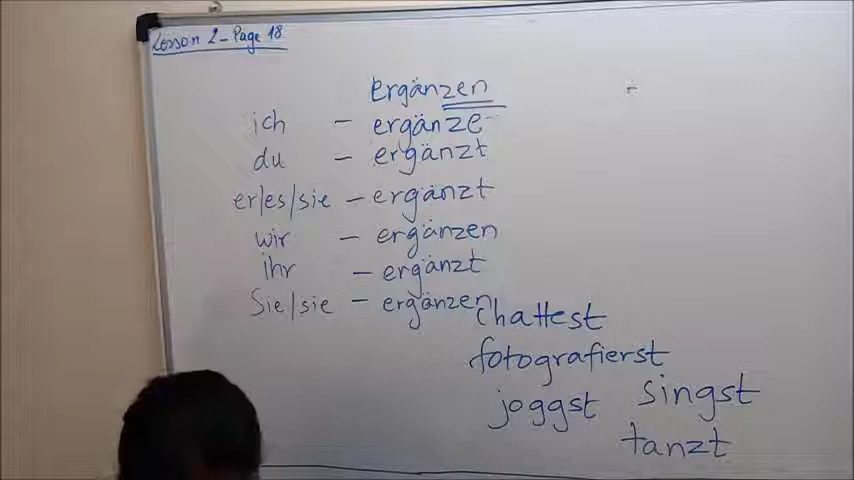 Lesson 2 - Page 18
ergänzen
ich - ergänze
du - ergänzt
er/es/sie - ergänzt
wir - ergänzen
ihr - ergänzt
Sie/sie - ergänzen
chattest
fotografierst
joggst singst
tanzt